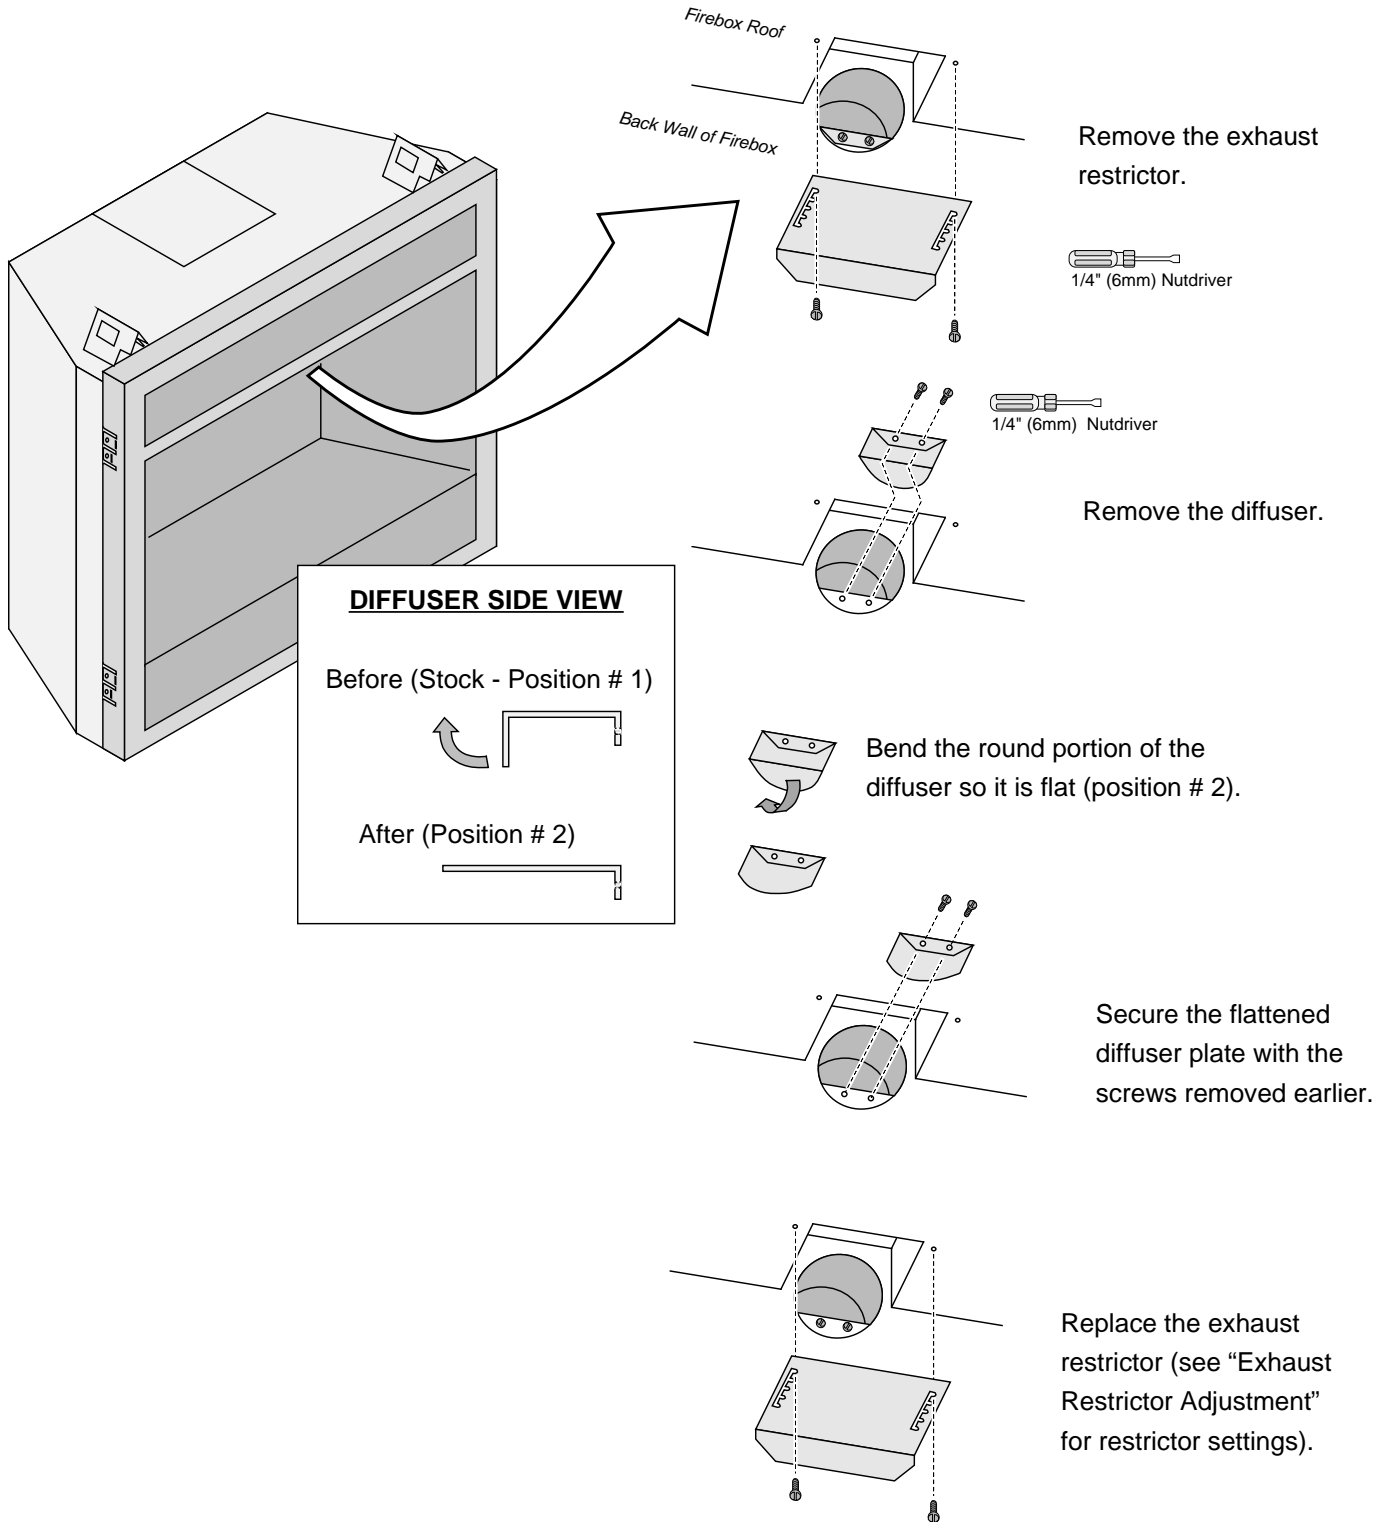 Firebox Roof
Back Wall of Firebox
Remove the exhaust
restrictor.
1/4" (6mm) Nutdriver
1/4" (6mm) Nutdriver
Remove the diffuser.
DIFFUSER SIDE VIEW
Before (Stock - Position # 1)
After (Position # 2)
Bend the round portion of the
diffuser so it is flat (position # 2).
Secure the flattened
diffuser plate with the
screws removed earlier.
Replace the exhaust
restrictor (see “Exhaust
Restrictor Adjustment”
for restrictor settings).